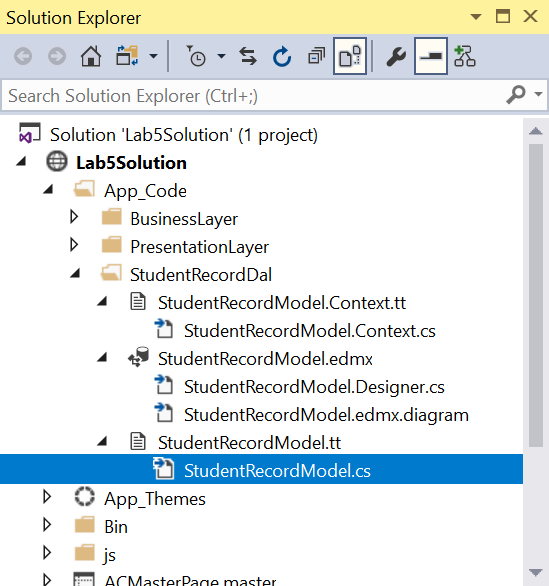 Solution Explorer
Search Solution Explorer (Ctrl+;)
Solution 'Lab5Solution' (1 project)
Lab5Solution
App_Code
BusinessLayer
PresentationLayer
StudentRecordDal
StudentRecordModel.Context.tt
StudentRecordModel.Context.cs
StudentRecordModel.edmx
StudentRecordModel.Designer.cs
StudentRecordModel.edmx.diagram
StudentRecordModel.tt
StudentRecordModel.cs
App_Themes
Bin
js
ACMasterPage.master